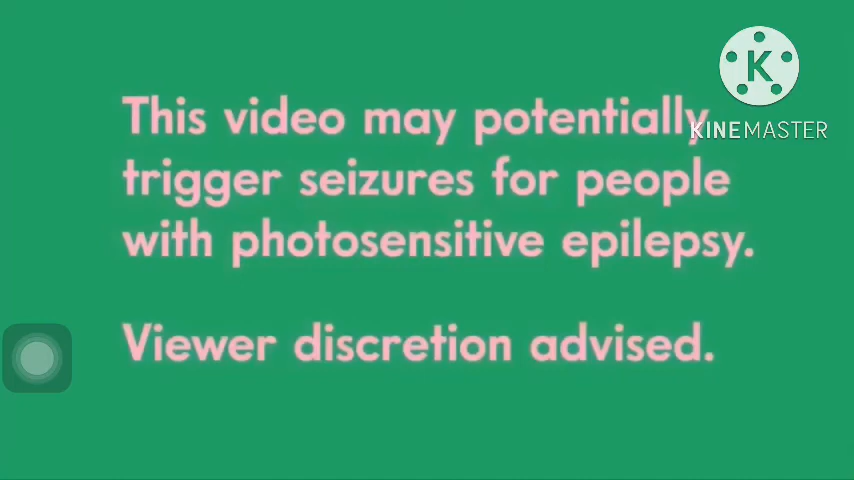 This video may potentially
trigger seizures for people
with photosensitive epilepsy.
Viewer discretion advised.
K
KINEMASTER